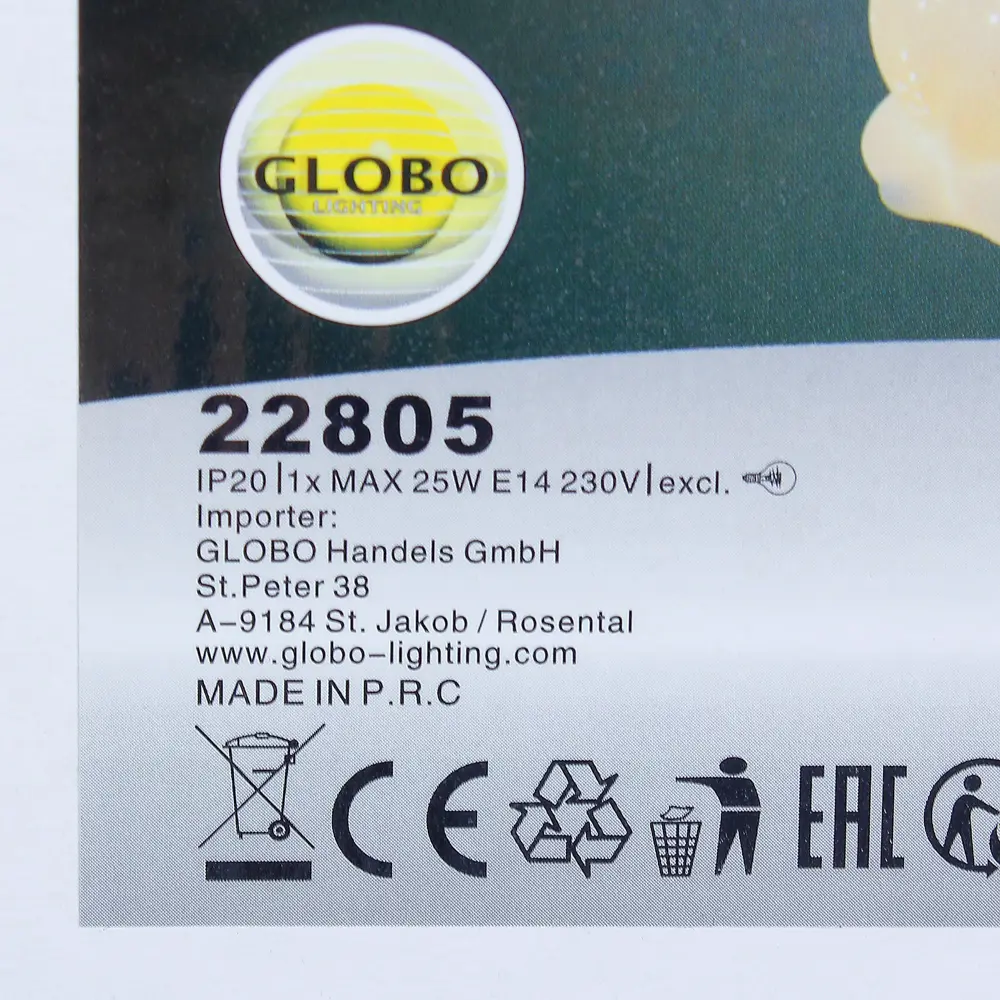 GLOBO
LIGHTING
22805
IP20|1x MAX 25W E14 230V|excl.
Importer:
GLOBO Handels GmbH
St.Peter 38
A-9184 St. Jakob / Rosental
www.globo-lighting.com
MADE IN P.R.C
CE EAC